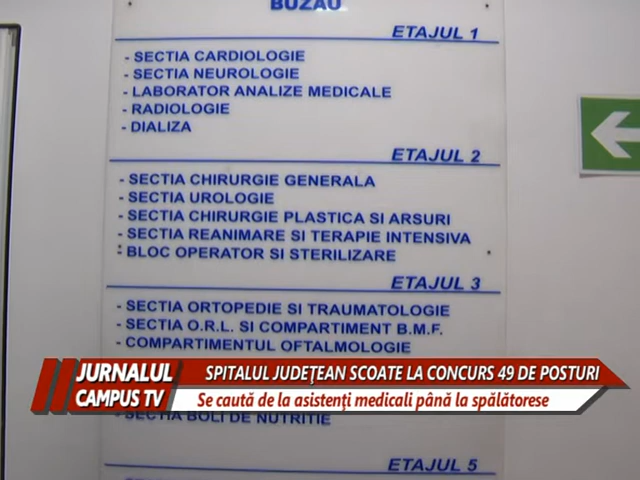 BUZAU
ETAJUL 1
- SECTIA CARDIOLOGIE
- SECTIA NEUROLOGIE
- LABORATOR ANALIZE MEDICALE
- RADIOLOGIE
- DIALIZA
ETAJUL 2
- SECTIA CHIRURGIE GENERALA
- SECTIA UROLOGIE
- SECTIA CHIRURGIE PLASTICA SI ARSURI
- SECTIA REANIMARE SI TERAPIE INTENSIVA
- BLOC OPERATOR SI STERILIZARE
ETAJUL 3
- SECTIA ORTOPEDIE SI TRAUMATOLOGIE
- SECTIA O.R.L. SI COMPARTIMENT B.M.F.
- COMPARTIMENTUL OFTALMOLOGIE
JURNALUL
CAMPUS TV
SPITALUL JUDEŢEAN SCOATE LA CONCURS 49 DE POSTURI
Se caută de la asistenţi medicali până la spălătorese
SECTIA BOLI DE NUTRITIE
ETAJUL 5